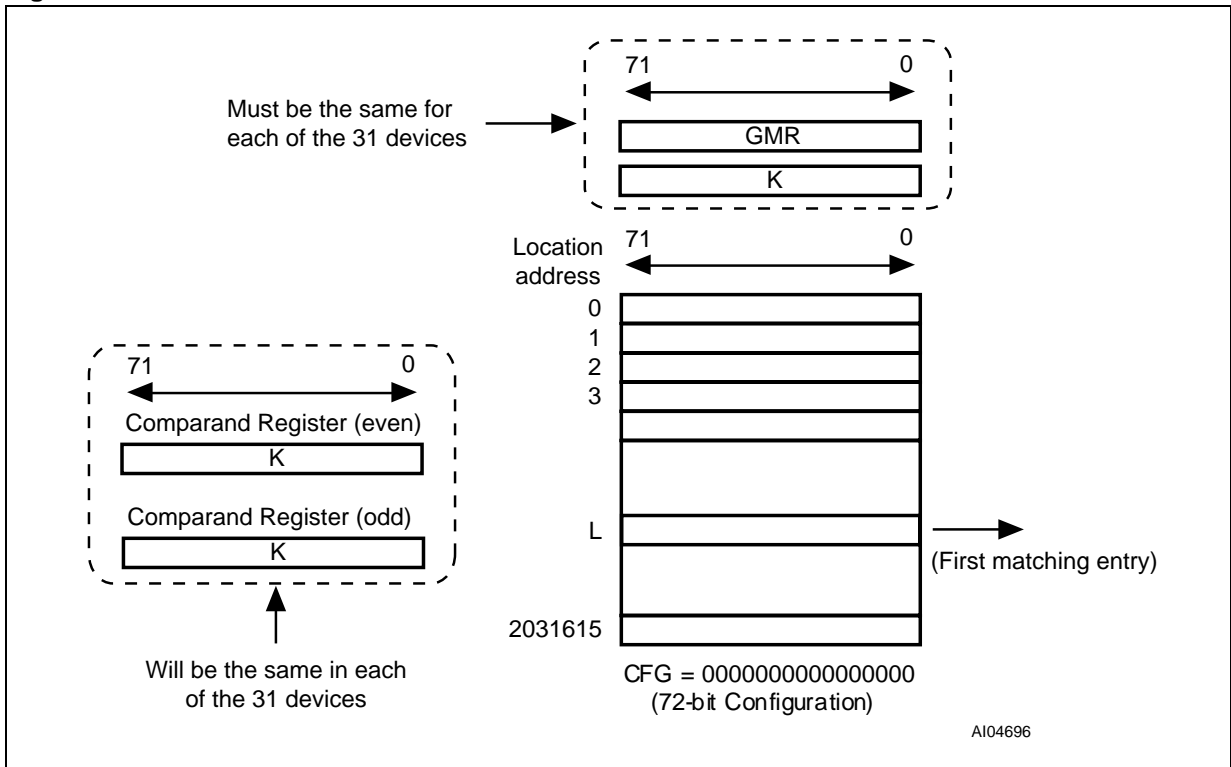 71 0
Must be the same for
each of the 31 devices
GMR
K
Location
address
71 0
0
1
2
3
71 0
Comparand Register (even)
K
Comparand Register (odd)
K
L
(First matching entry)
2031615
Will be the same in each
of the 31 devices
CFG = 0000000000000000
(72-bit Configuration)
AI04696